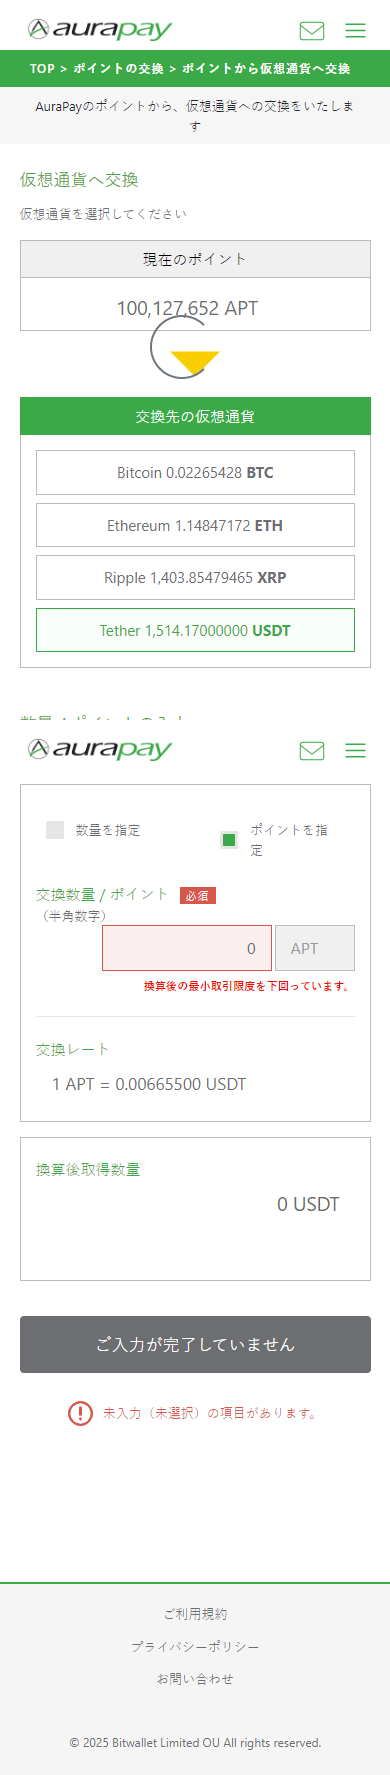 aurapay
TOP > ポイントの交換 > ポイントから仮想通貨へ交換
AuraPayのポイントから、仮想通貨への交換をいたしま
す
仮想通貨へ交換
仮想通貨を選択してください
現在のポイント
100,127,652 APT
交換先の仮想通貨
Bitcoin 0.02265428 BTC
Ethereum 1.14847172 ETH
Ripple 1,403.85479465 XRP
Tether 1,514.17000000 USDT
数量 / ポイントの入力
aurapay
数量を指定
ポイントを指
定
交換数量 / ポイント 必須
（半角数字）
0 APT
換算後の最小取引限度を下回っています。
交換レート
1 APT = 0.00665500 USDT
換算後取得数量
0 USDT
ご入力が完了していません
未入力（未選択）の項目があります。
ご利用規約
プライバシーポリシー
お問い合わせ
© 2025 Bitwallet Limited OU All rights reserved.